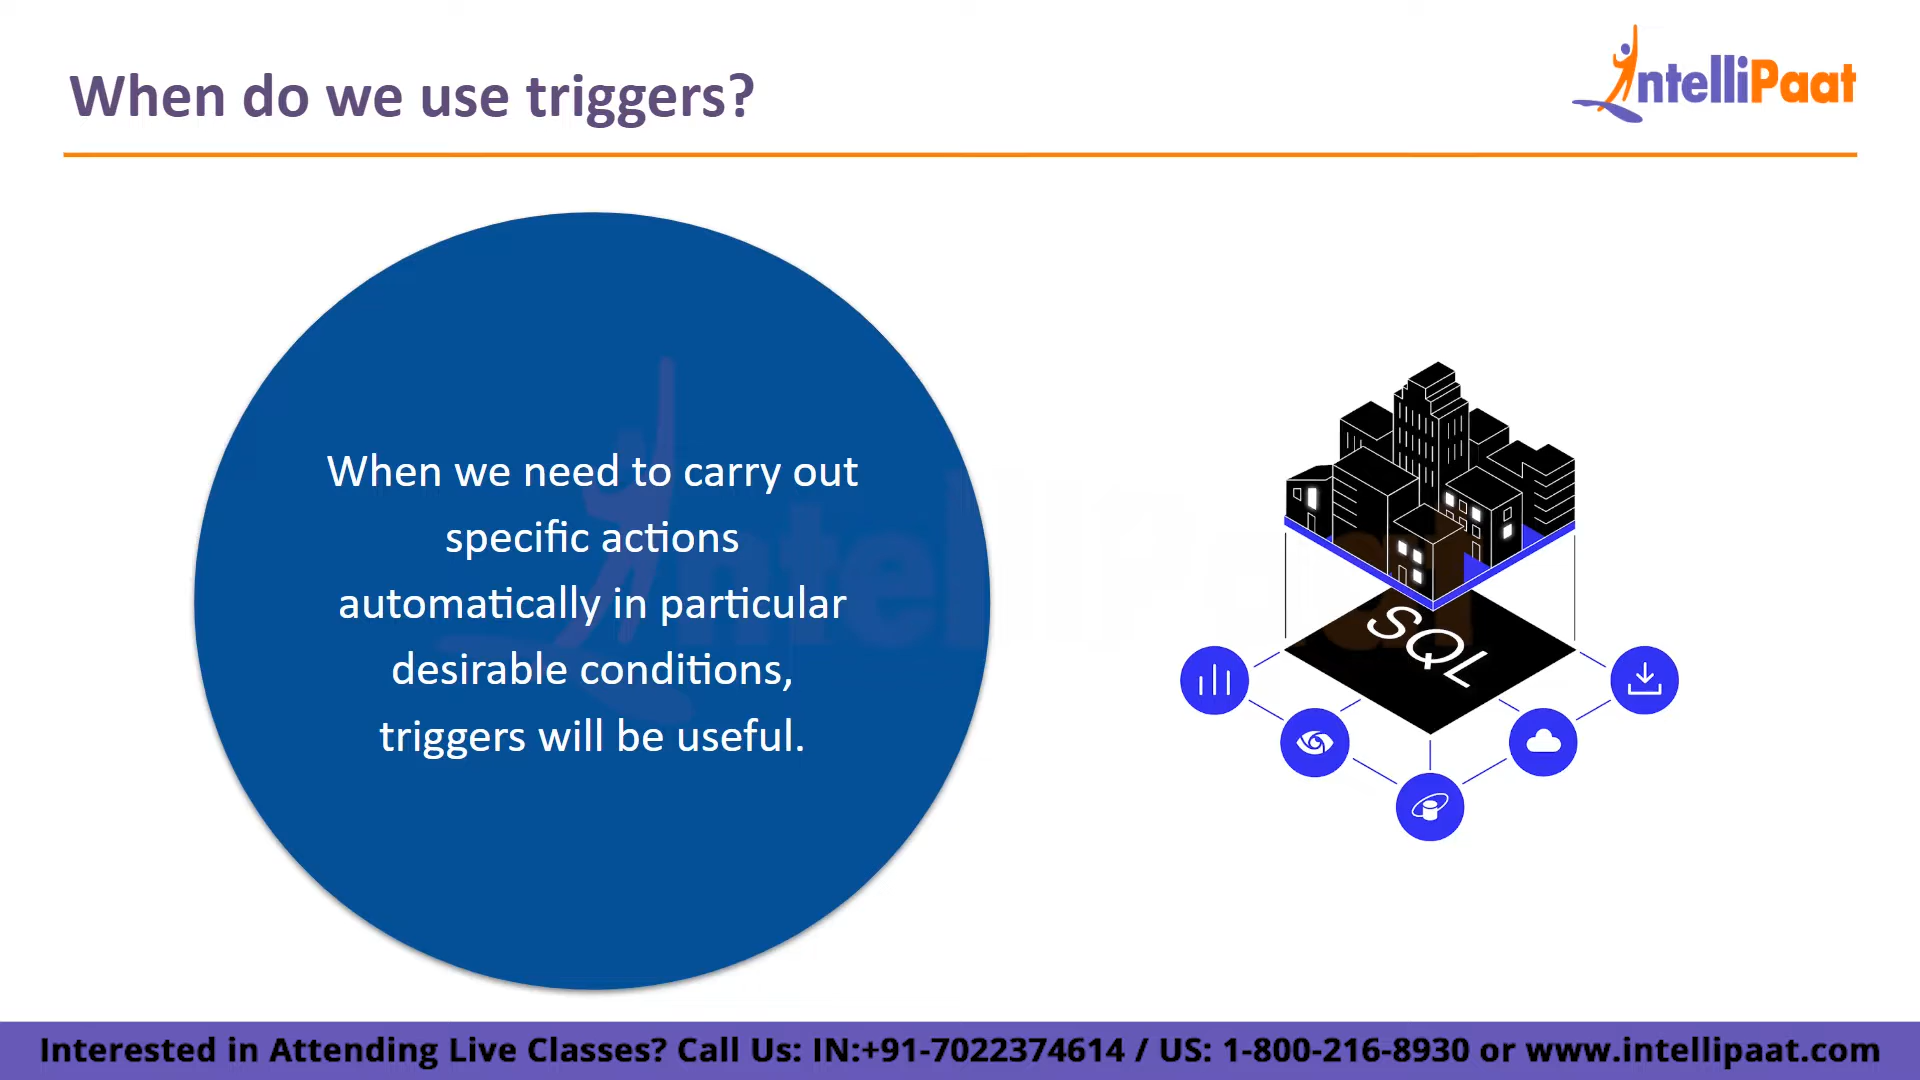 When do we use triggers?
IntelliPaat
When we need to carry out
specific actions
automatically in particular
desirable conditions,
triggers will be useful.
SQL
Interested in Attending Live Classes? Call Us: IN:+91-7022374614 / US: 1-800-216-8930 or www.intellipaat.com